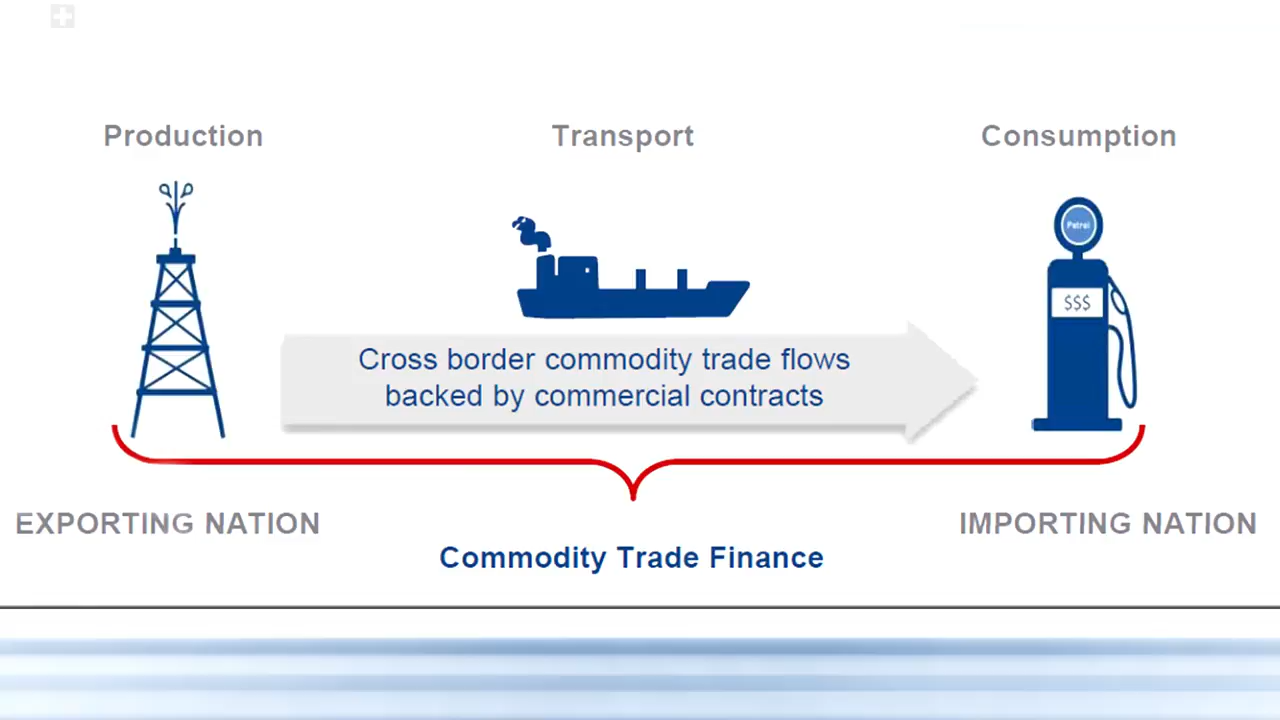 Production
Transport
Consumption
Petrol
$$$
Cross border commodity trade flows
backed by commercial contracts
EXPORTING NATION
IMPORTING NATION
Commodity Trade Finance